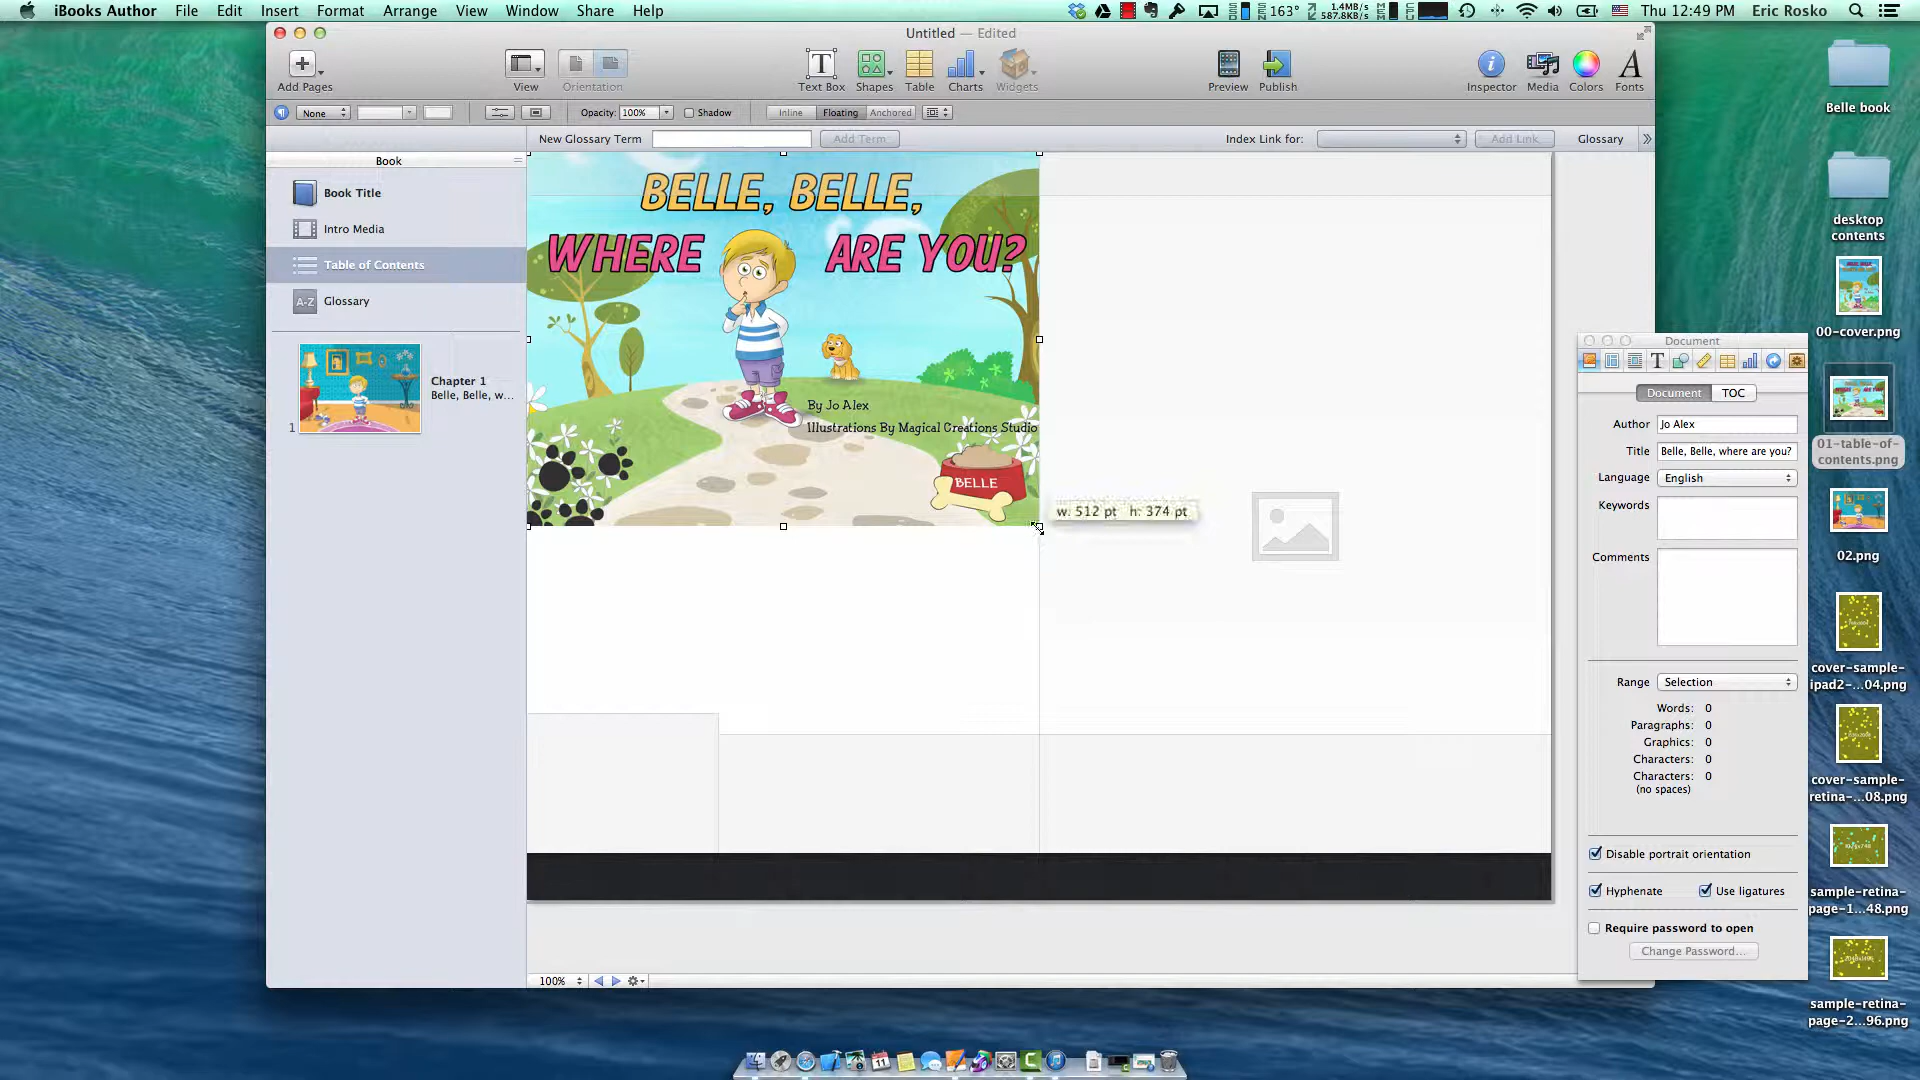 iBooks Author File Edit Insert Format Arrange View Window Share Help
163° 1.4MB/s 587.8KB/s Thu 12:49 PM Eric Rosko
Untitled — Edited
Add Pages View Orientation Text Box Shapes Table Charts Widgets Preview Publish Inspector Media Colors Fonts
None Opacity: 100% Shadow Inline Floating Anchored
New Glossary Term Add Term Index Link for: Add Link Glossary
Book
Book Title
Intro Media
Table of Contents
A-Z Glossary
Chapter 1
Belle, Belle, w...
1
BELLE, BELLE,
WHERE ARE YOU?
By Jo Alex
Illustrations By Magical Creations Studio
BELLE
w: 512 pt h: 374 pt
Document
Document TOC
Author Jo Alex
Title Belle, Belle, where are you?
Language English
Keywords
Comments
Range Selection
Words: 0
Paragraphs: 0
Graphics: 0
Characters: 0
Characters: 0
(no spaces)
Disable portrait orientation
Hyphenate Use ligatures
Require password to open
Change Password...
100%
Belle book
desktop
contents
00-cover.png
01-table-of-
contents.png
02.png
cover-sample-
ipad2-...04.png
cover-sample-
retina-...08.png
sample-retina-
page-1...48.png
sample-retina-
page-2...96.png